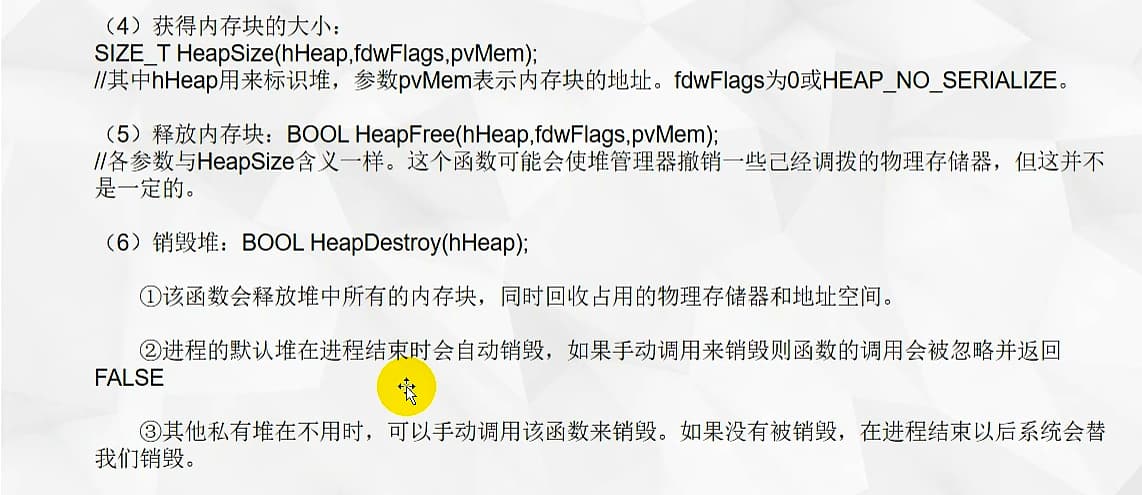 （4）获得内存块的大小：
SIZE_T HeapSize(hHeap,fdwFlags,pvMem);
//其中hHeap用来标识堆，参数pvMem表示内存块的地址。fdwFlags为0或HEAP_NO_SERIALIZE。
（5）释放内存块：BOOL HeapFree(hHeap,fdwFlags,pvMem);
//各参数与HeapSize含义一样。这个函数可能会使堆管理器撤销一些己经调拨的物理存储器，但这并不
是一定的。
（6）销毁堆：BOOL HeapDestroy(hHeap);
①该函数会释放堆中所有的内存块，同时回收占用的物理存储器和地址空间。
②进程的默认堆在进程结束时会自动销毁，如果手动调用来销毁则函数的调用会被忽略并返回
FALSE
③其他私有堆在不用时，可以手动调用该函数来销毁。如果没有被销毁，在进程结束以后系统会替
我们销毁。